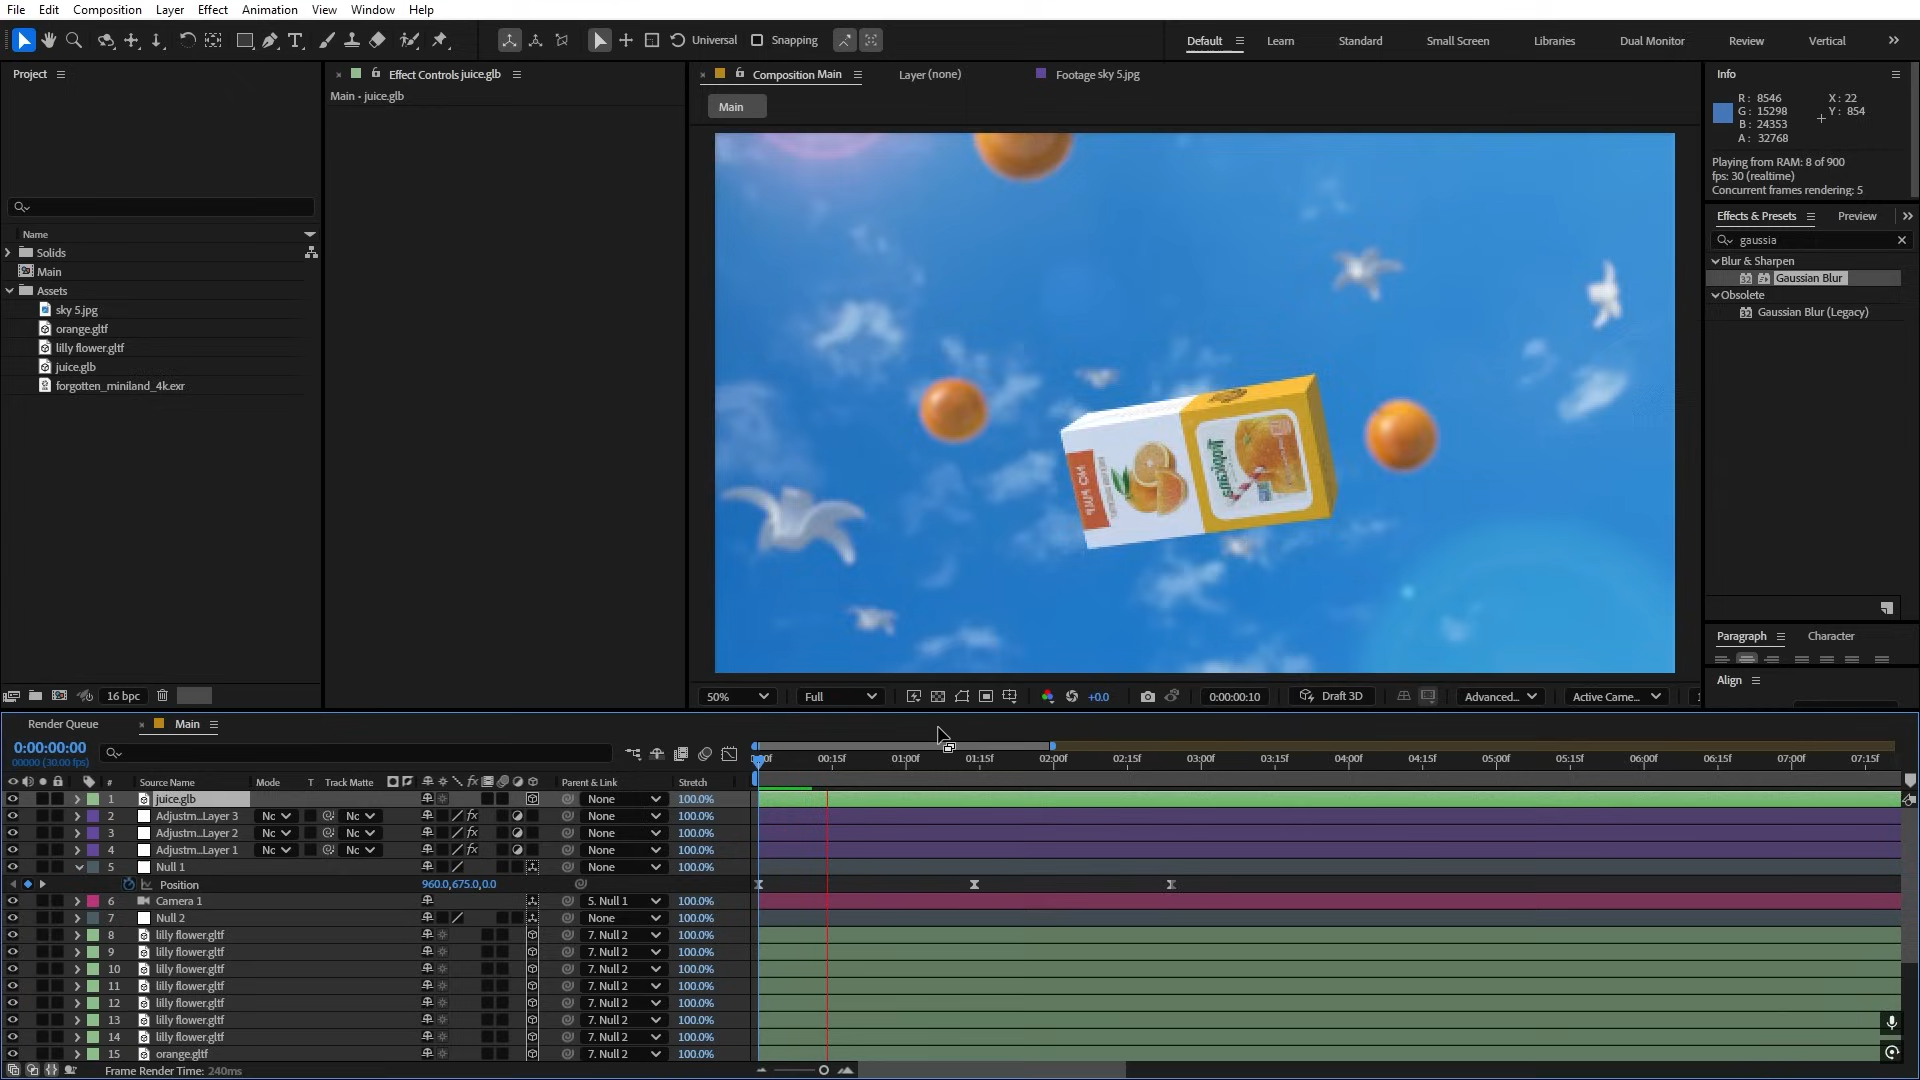 File Edit Composition Layer Effect Animation View Window Help
Universal Snapping Default Learn Standard Small Screen Libraries Dual Monitor Review Vertical
Project
Effect Controls juice.glb
Main • juice.glb
Composition Main Layer (none) Footage sky 5.jpg
Main
Info
R: 8546 X: 22
G: 15298 Y: 854
B: 24353
A: 32768
Playing from RAM: 8 of 900
fps: 30 (realtime)
Concurrent frames rendering: 5
Effects & Presets Preview
gaussia
Blur & Sharpen
32 Gaussian Blur
Obsolete
32 Gaussian Blur (Legacy)
Paragraph Character
Align
Name
Solids
Main
Assets
sky 5.jpg
orange.gltf
lilly flower.gltf
juice.glb
forgotten_miniland_4k.exr
16 bpc
50% Full +0.0 0:00:00:10 Draft 3D Advanced... Active Came... 1
Render Queue Main
0:00:00:00
00000 (30.00 fps)
00f 00:15f 01:00f 01:15f 02:00f 02:15f 03:00f 03:15f 04:00f 04:15f 05:00f 05:15f 06:00f 06:15f 07:00f 07:15f
# Source Name Mode T Track Matte fx Parent & Link Stretch
1 juice.glb None 100.0%
2 Adjustm...Layer 3 Nc Nc fx None 100.0%
3 Adjustm...Layer 2 Nc Nc fx None 100.0%
4 Adjustm...Layer 1 Nc Nc fx None 100.0%
5 Null 1 None 100.0%
Position 960.0,675.0,0.0
6 Camera 1 5. Null 1 100.0%
7 Null 2 None 100.0%
8 lilly flower.gltf 7. Null 2 100.0%
9 lilly flower.gltf 7. Null 2 100.0%
10 lilly flower.gltf 7. Null 2 100.0%
11 lilly flower.gltf 7. Null 2 100.0%
12 lilly flower.gltf 7. Null 2 100.0%
13 lilly flower.gltf 7. Null 2 100.0%
14 lilly flower.gltf 7. Null 2 100.0%
15 orange.gltf 7. Null 2 100.0%
Frame Render Time: 240ms